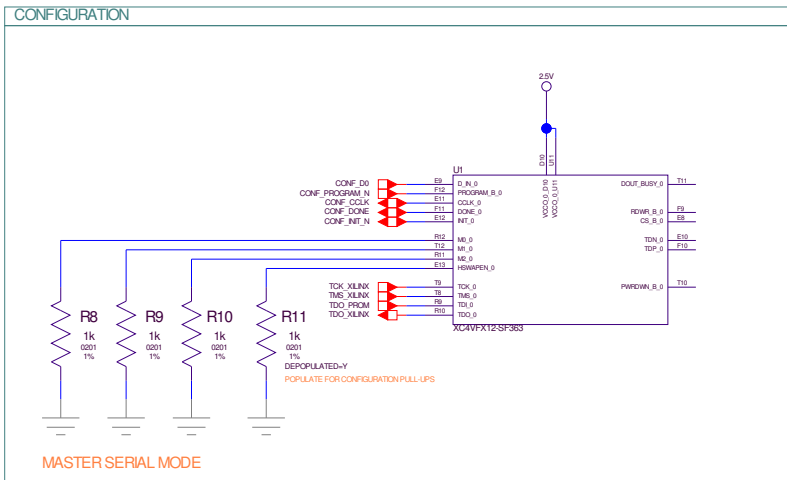 CONFIGURATION
2.5V
D10
U11
U1
VCCO_0_D10
VCCO_0_U11
CONF_D0 E9 D_IN_0
CONF_PROGRAM_N F12 PROGRAM_B_0
CONF_CCLK E11 CCLK_0
CONF_DONE F11 DONE_0
CONF_INIT_N E12 INIT_0
DOUT_BUSY_0 T11
RDWR_B_0 F9
CS_B_0 E8
R12 M0_0
T12 M1_0
R11 M2_0
E13 HSWAPEN_0
TDN_0 E10
TDP_0 F10
TCK_XILINX T9 TCK_0
TMS_XILINX T8 TMS_0
TDO_PROM R9 TDI_0
TDO_XILINX R10 TDO_0
PWRDWN_B_0 T10
XC4VFX12-SF363
R8
1k
0201
1%
R9
1k
0201
1%
R10
1k
0201
1%
R11
1k
0201
1%
DEPOPULATED=Y
POPULATE FOR CONFIGURATION PULL-UPS
MASTER SERIAL MODE